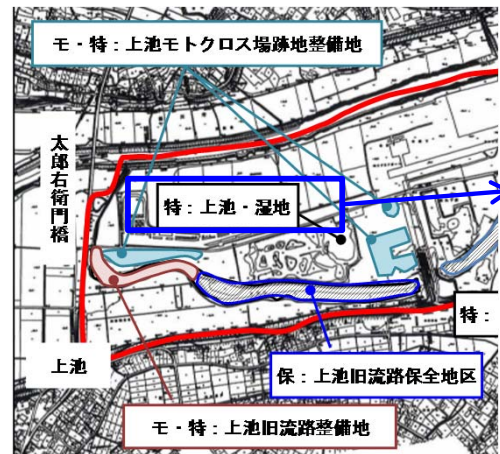 モ・特：上池モトクロス場跡地整備地
太郎右衛門橋
特：上池・湿地
特：
上池
保：上池旧流路保全地区
モ・特：上池旧流路整備地